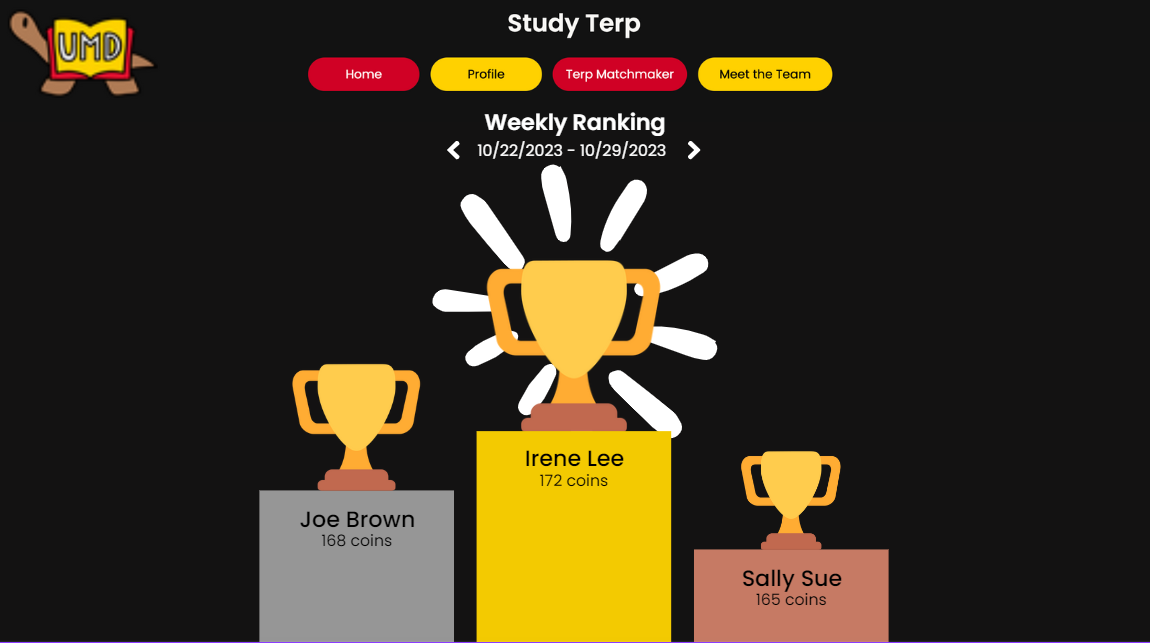 UMD
Study Terp
Home
Profile
Terp Matchmaker
Meet the Team
Weekly Ranking
10/22/2023 - 10/29/2023
Irene Lee
172 coins
Joe Brown
168 coins
Sally Sue
165 coins